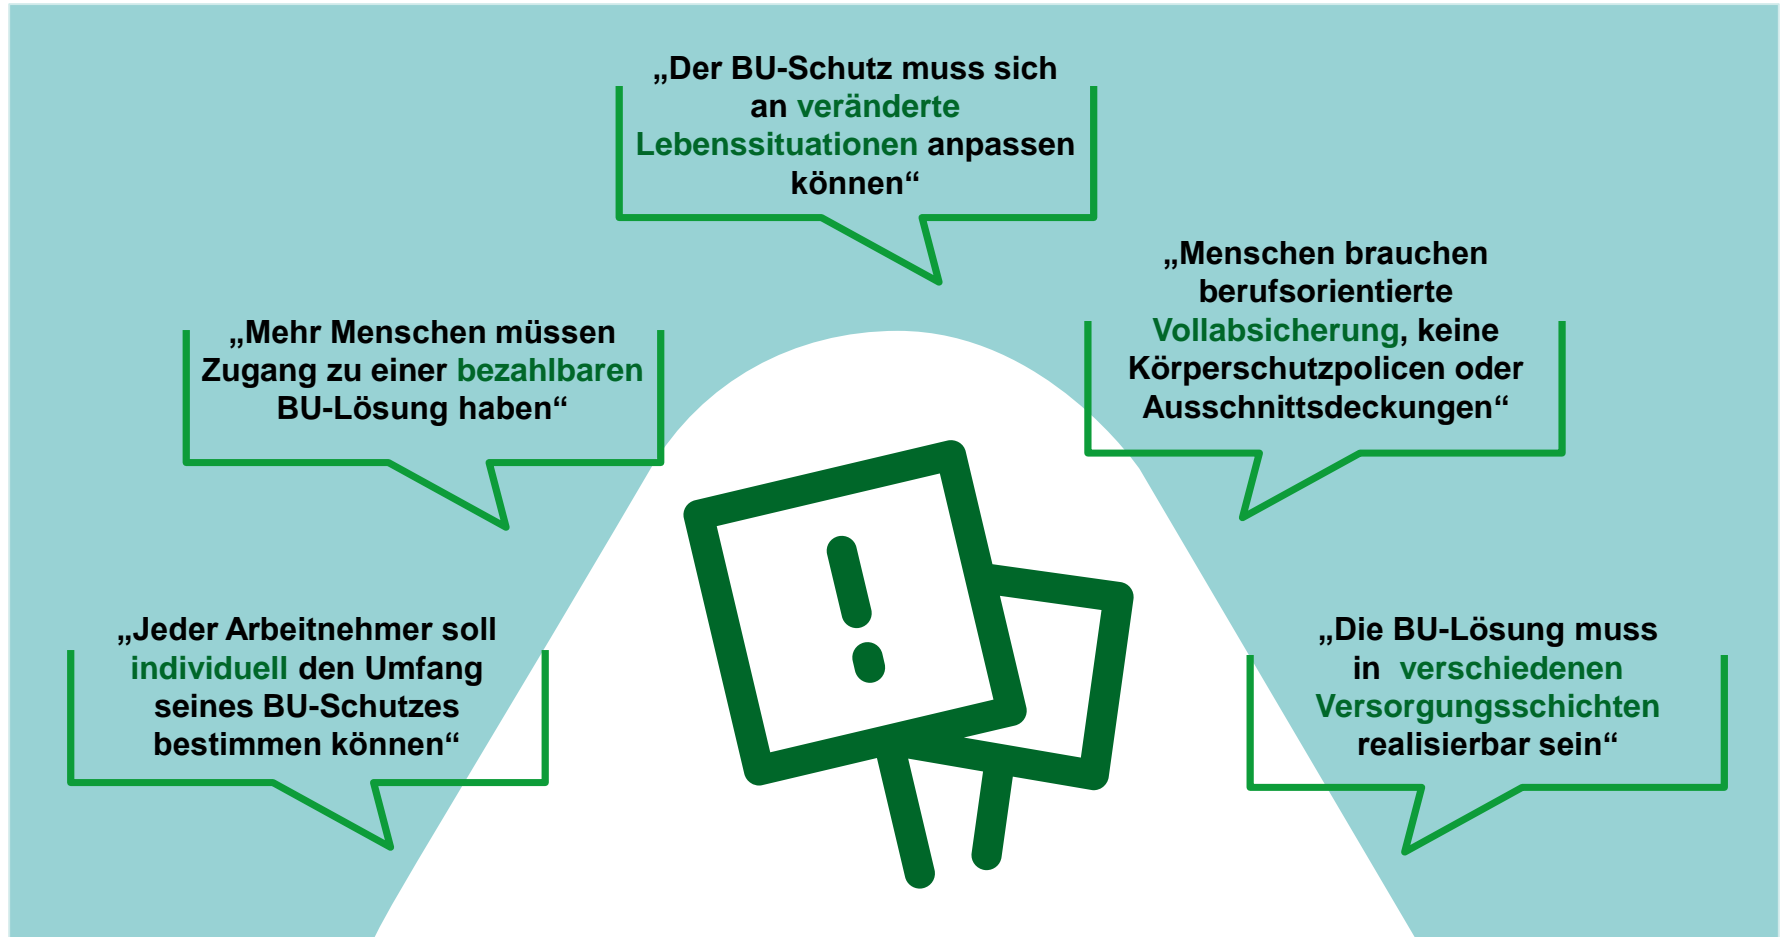 „Der BU-Schutz muss sich
an veränderte
Lebenssituationen anpassen
können“
„Mehr Menschen müssen
Zugang zu einer bezahlbaren
BU-Lösung haben“
„Menschen brauchen
berufsorientierte
Vollabsicherung, keine
Körperschutzpolicen oder
Ausschnittsdeckungen“
„Jeder Arbeitnehmer soll
individuell den Umfang
seines BU-Schutzes
bestimmen können“
„Die BU-Lösung muss
in verschiedenen
Versorgungsschichten
realisierbar sein“
!